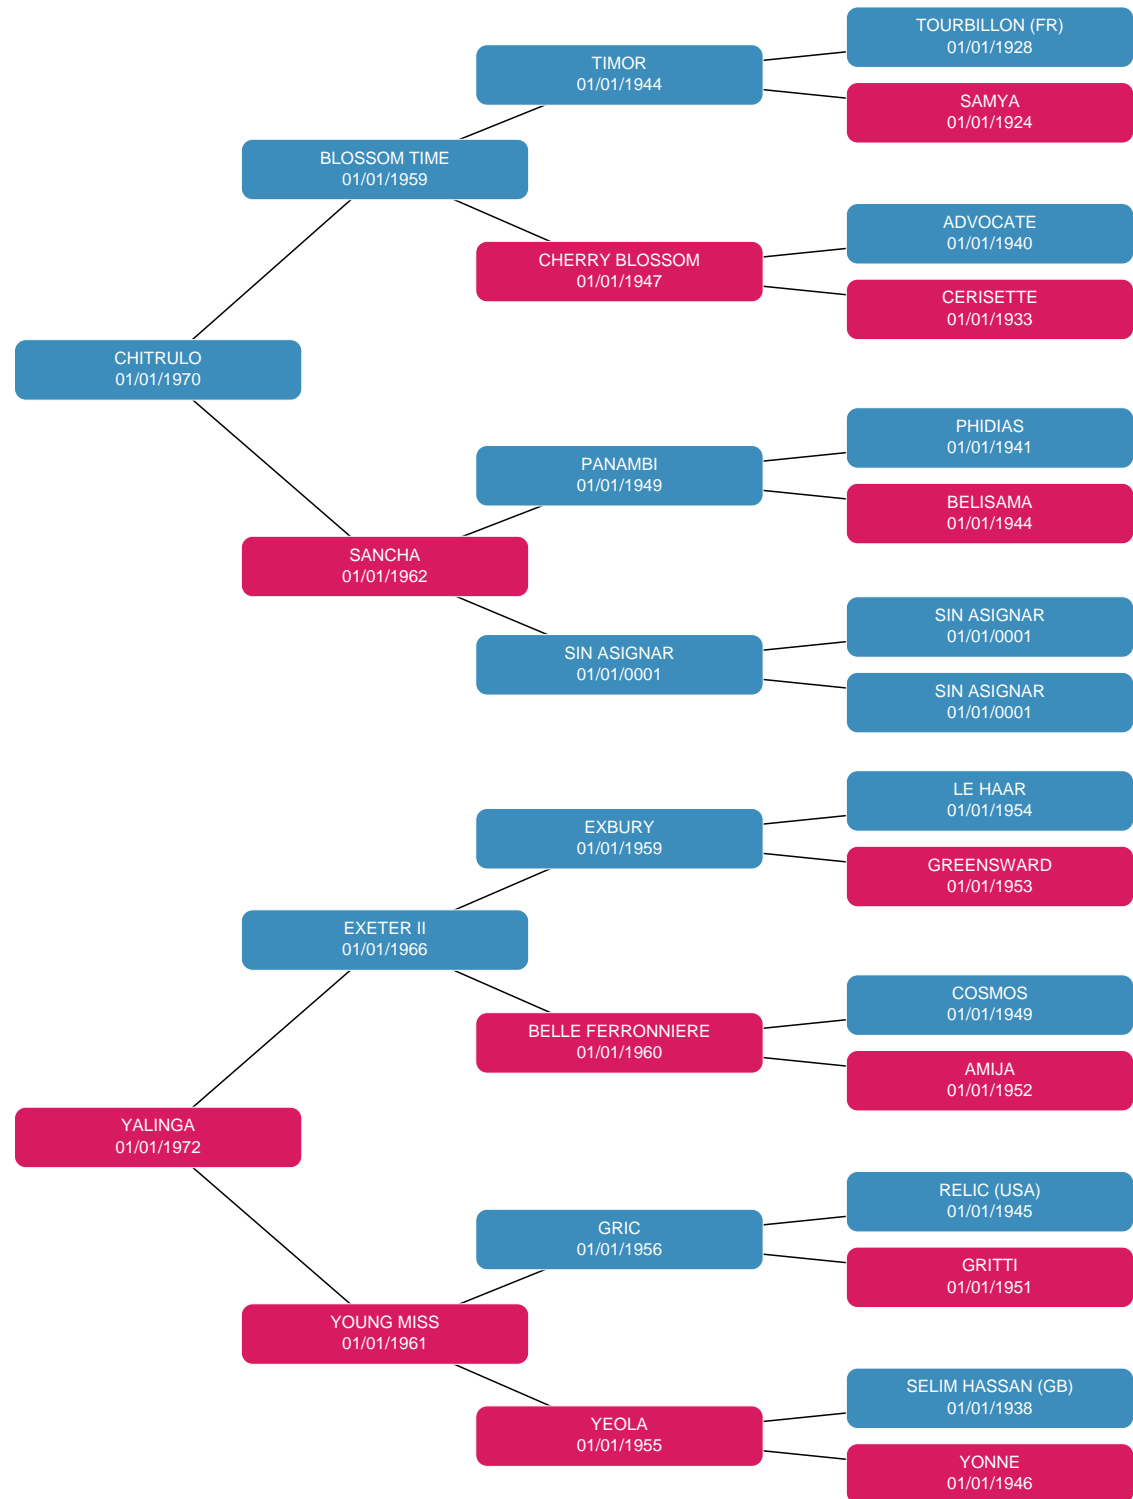 TOURBILLON (FR)
01/01/1928
TIMOR
01/01/1944
SAMYA
01/01/1924
BLOSSOM TIME
01/01/1959
ADVOCATE
01/01/1940
CHERRY BLOSSOM
01/01/1947
CERISETTE
01/01/1933
CHITRULO
01/01/1970
PHIDIAS
01/01/1941
PANAMBI
01/01/1949
BELISAMA
01/01/1944
SANCHA
01/01/1962
SIN ASIGNAR
01/01/0001
SIN ASIGNAR
01/01/0001
SIN ASIGNAR
01/01/0001
LE HAAR
01/01/1954
EXBURY
01/01/1959
GREENSWARD
01/01/1953
EXETER II
01/01/1966
COSMOS
01/01/1949
BELLE FERRONNIERE
01/01/1960
AMIJA
01/01/1952
YALINGA
01/01/1972
RELIC (USA)
01/01/1945
GRIC
01/01/1956
GRITTI
01/01/1951
YOUNG MISS
01/01/1961
SELIM HASSAN (GB)
01/01/1938
YEOLA
01/01/1955
YONNE
01/01/1946